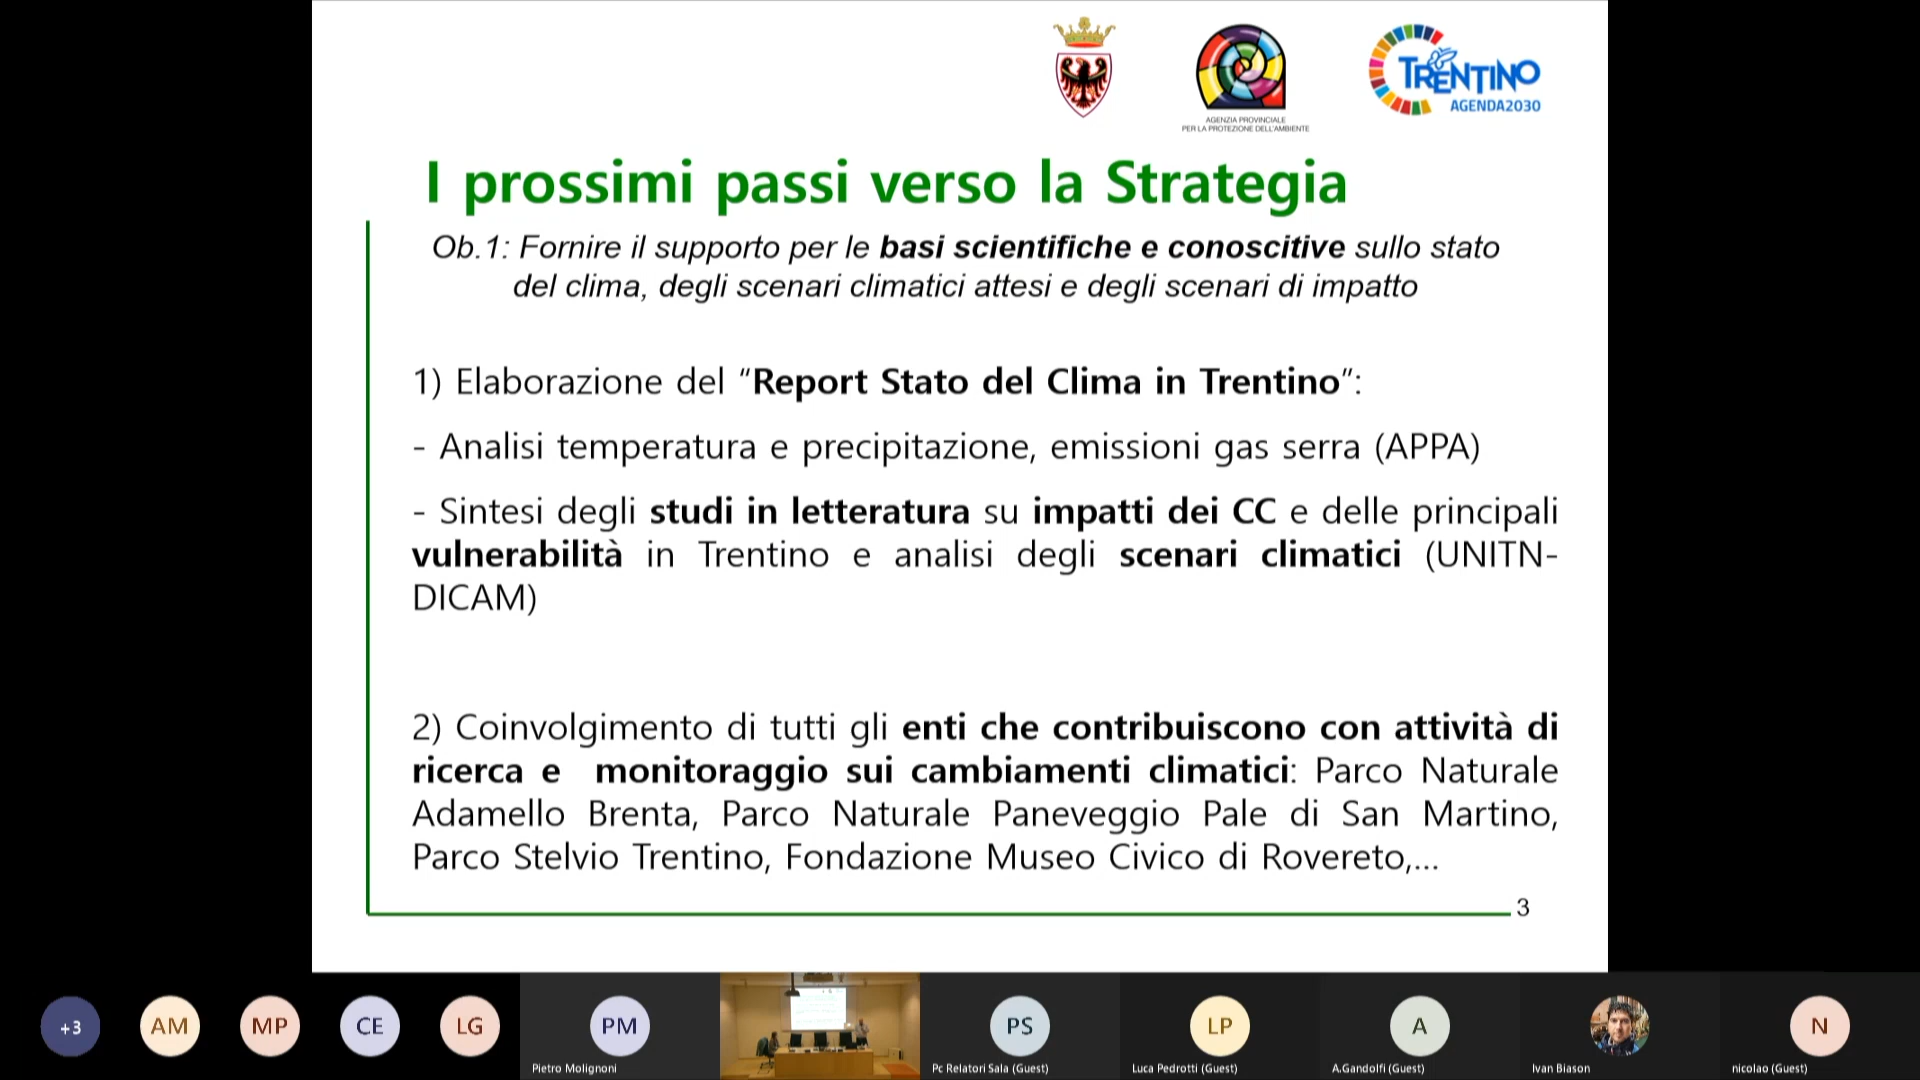 TRENTINO
AGENDA2030
AGENZIA PROVINCIALE
PER LA PROTEZIONE DELL'AMBIENTE
I prossimi passi verso la Strategia
Ob.1: Fornire il supporto per le basi scientifiche e conoscitive sullo stato
del clima, degli scenari climatici attesi e degli scenari di impatto
1) Elaborazione del “Report Stato del Clima in Trentino”:
- Analisi temperatura e precipitazione, emissioni gas serra (APPA)
- Sintesi degli studi in letteratura su impatti dei CC e delle principali
vulnerabilità in Trentino e analisi degli scenari climatici (UNITN-
DICAM)
2) Coinvolgimento di tutti gli enti che contribuiscono con attività di
ricerca e monitoraggio sui cambiamenti climatici: Parco Naturale
Adamello Brenta, Parco Naturale Paneveggio Pale di San Martino,
Parco Stelvio Trentino, Fondazione Museo Civico di Rovereto,...
3
+3
AM
MP
CE
LG
PM
PS
LP
A
N
Pietro Molignoni
Pc Relatori Sala (Guest)
Luca Pedrotti (Guest)
A.Gandolfi (Guest)
Ivan Biason
nicolao (Guest)